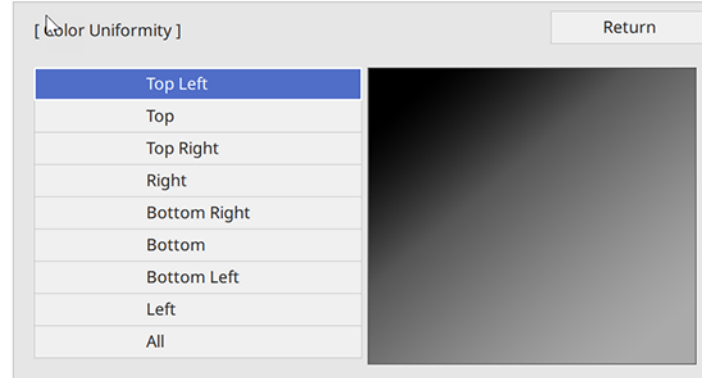 [ Color Uniformity ]
Return
Top Left
Top
Top Right
Right
Bottom Right
Bottom
Bottom Left
Left
All